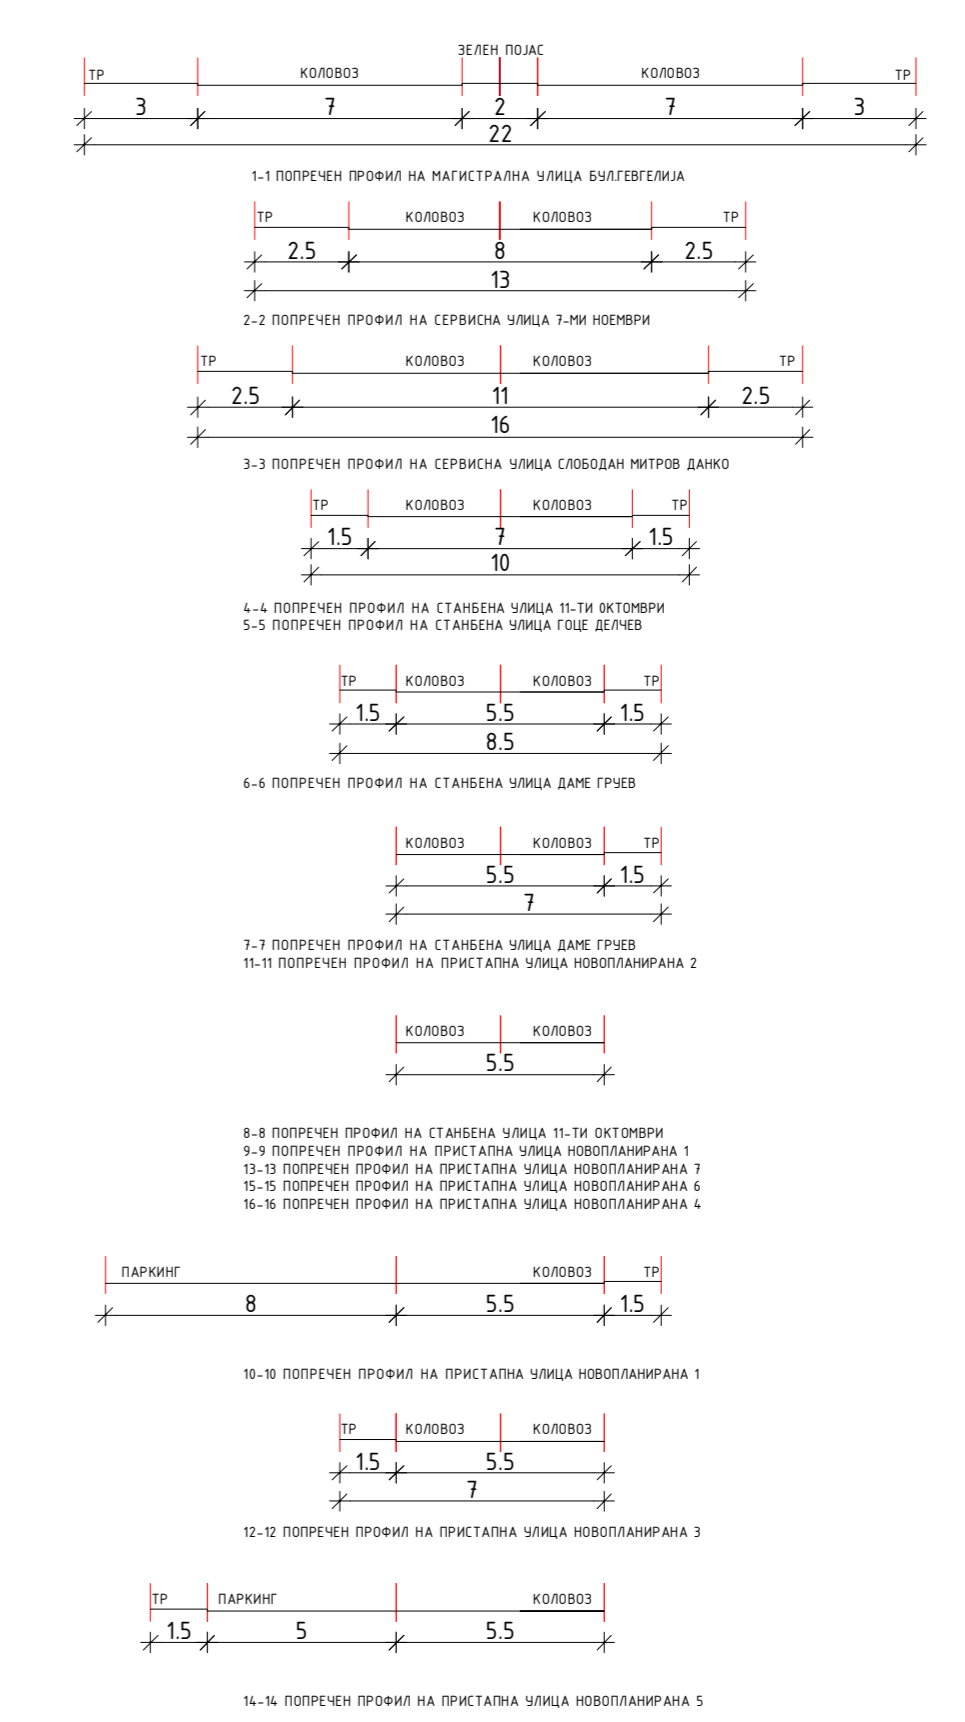 ЗЕЛЕН ПОЈАС
ТР КОЛОВОЗ КОЛОВОЗ ТР
3 7 2 7 3
22
1-1 ПОПРЕЧЕН ПРОФИЛ НА МАГИСТРАЛНА УЛИЦА БУЛ.ГЕВГЕЛИЈА
ТР КОЛОВОЗ КОЛОВОЗ ТР
2.5 8 2.5
13
2-2 ПОПРЕЧЕН ПРОФИЛ НА СЕРВИСНА УЛИЦА 7-МИ НОЕМВРИ
ТР КОЛОВОЗ КОЛОВОЗ ТР
2.5 11 2.5
16
3-3 ПОПРЕЧЕН ПРОФИЛ НА СЕРВИСНА УЛИЦА СЛОБОДАН МИТРОВ ДАНКО
ТР КОЛОВОЗ КОЛОВОЗ ТР
1.5 7 1.5
10
4-4 ПОПРЕЧЕН ПРОФИЛ НА СТАНБЕНА УЛИЦА 11-ТИ ОКТОМВРИ
5-5 ПОПРЕЧЕН ПРОФИЛ НА СТАНБЕНА УЛИЦА ГОЦЕ ДЕЛЧЕВ
ТР КОЛОВОЗ КОЛОВОЗ ТР
1.5 5.5 1.5
8.5
6-6 ПОПРЕЧЕН ПРОФИЛ НА СТАНБЕНА УЛИЦА ДАМЕ ГРУЕВ
КОЛОВОЗ КОЛОВОЗ ТР
5.5 1.5
7
7-7 ПОПРЕЧЕН ПРОФИЛ НА СТАНБЕНА УЛИЦА ДАМЕ ГРУЕВ
11-11 ПОПРЕЧЕН ПРОФИЛ НА ПРИСТАПНА УЛИЦА НОВОПЛАНИРАНА 2
КОЛОВОЗ КОЛОВОЗ
5.5
8-8 ПОПРЕЧЕН ПРОФИЛ НА СТАНБЕНА УЛИЦА 11-ТИ ОКТОМВРИ
9-9 ПОПРЕЧЕН ПРОФИЛ НА ПРИСТАПНА УЛИЦА НОВОПЛАНИРАНА 1
13-13 ПОПРЕЧЕН ПРОФИЛ НА ПРИСТАПНА УЛИЦА НОВОПЛАНИРАНА 7
15-15 ПОПРЕЧЕН ПРОФИЛ НА ПРИСТАПНА УЛИЦА НОВОПЛАНИРАНА 6
16-16 ПОПРЕЧЕН ПРОФИЛ НА ПРИСТАПНА УЛИЦА НОВОПЛАНИРАНА 4
ПАРКИНГ КОЛОВОЗ ТР
8 5.5 1.5
10-10 ПОПРЕЧЕН ПРОФИЛ НА ПРИСТАПНА УЛИЦА НОВОПЛАНИРАНА 1
ТР КОЛОВОЗ КОЛОВОЗ
1.5 5.5
7
12-12 ПОПРЕЧЕН ПРОФИЛ НА ПРИСТАПНА УЛИЦА НОВОПЛАНИРАНА 3
ТР ПАРКИНГ КОЛОВОЗ
1.5 5 5.5
14-14 ПОПРЕЧЕН ПРОФИЛ НА ПРИСТАПНА УЛИЦА НОВОПЛАНИРАНА 5